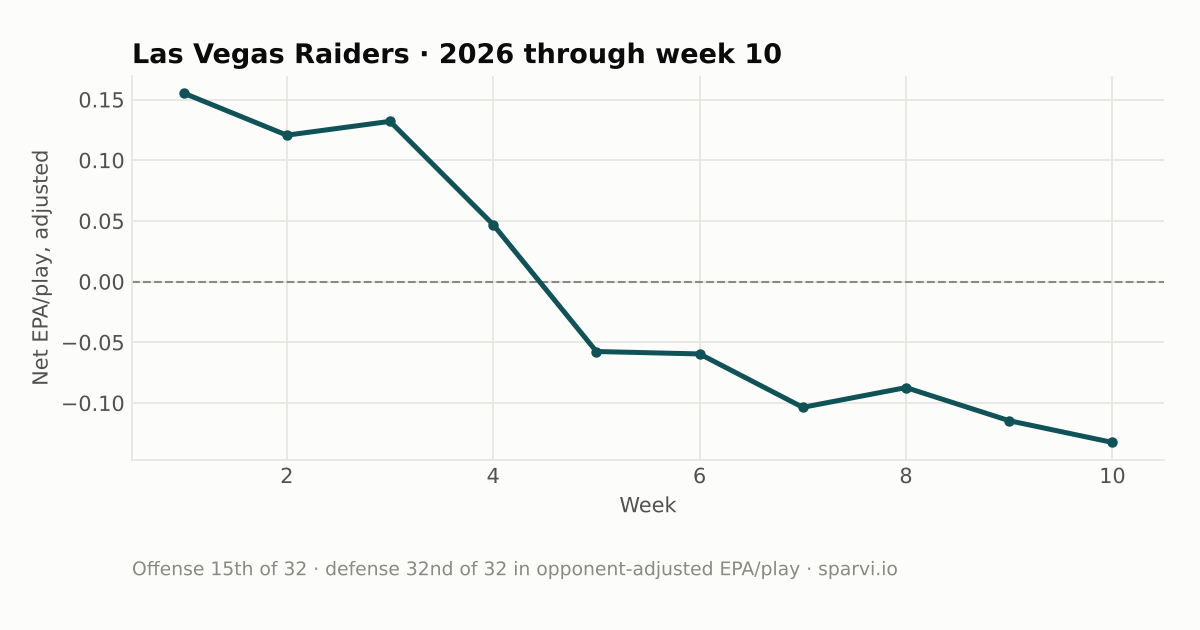 Las Vegas Raiders · 2026 through week 10
Net EPA/play, adjusted
0.15
0.10
0.05
0.00
−0.05
−0.10
2 4 6 8 10
Week
Offense 15th of 32 · defense 32nd of 32 in opponent-adjusted EPA/play · sparvi.io